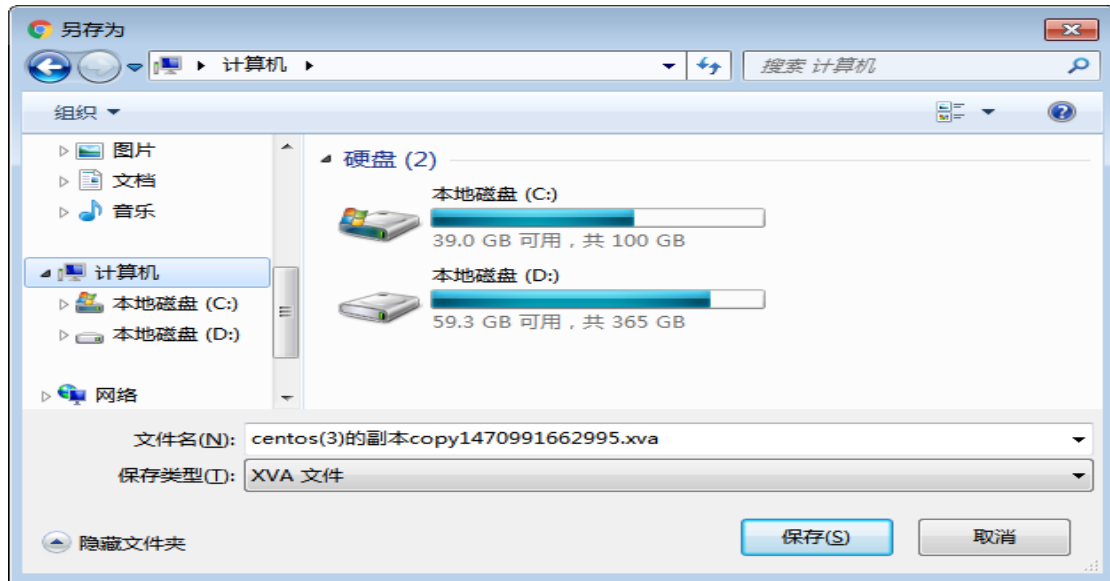 另存为
计算机
搜索 计算机
组织
图片
文档
音乐
计算机
本地磁盘 (C:)
本地磁盘 (D:)
网络
硬盘 (2)
本地磁盘 (C:)
39.0 GB 可用，共 100 GB
本地磁盘 (D:)
59.3 GB 可用，共 365 GB
文件名(N): centos(3)的副本copy1470991662995.xva
保存类型(T): XVA 文件
隐藏文件夹
保存(S)
取消